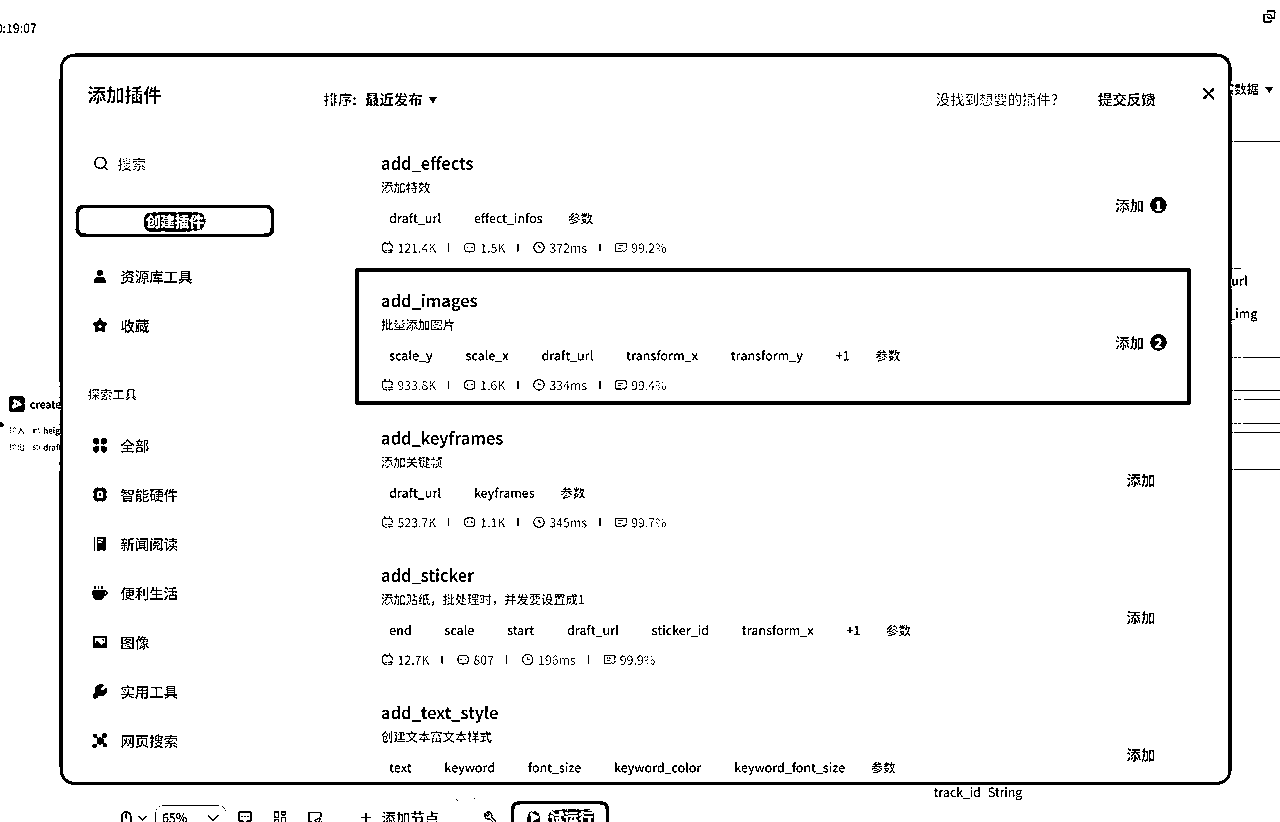 0:19:07
添加插件
排序: 最近发布
没找到想要的插件?
提交反馈
数据
搜索
创建插件
资源库工具
收藏
探索工具
全部
智能硬件
新闻阅读
便利生活
图像
实用工具
网页搜索
add_effects
添加特效
draft_url effect_infos 参数
121.4K 1.5K 372ms 99.2%
添加 1
add_images
批量添加图片
scale_y scale_x draft_url transform_x transform_y +1 参数
933.8K 1.6K 334ms 99.4%
添加 2
add_keyframes
添加关键帧
draft_url keyframes 参数
523.7K 1.1K 345ms 99.7%
添加
add_sticker
添加贴纸，批处理时，并发要设置成1
end scale start draft_url sticker_id transform_x +1 参数
12.7K 807 196ms 99.9%
添加
add_text_style
创建文本富文本样式
text keyword font_size keyword_color keyword_font_size 参数
添加
url
_img
create
输入 heig
输出 draf
track_id String
65%
添加节点
试运行